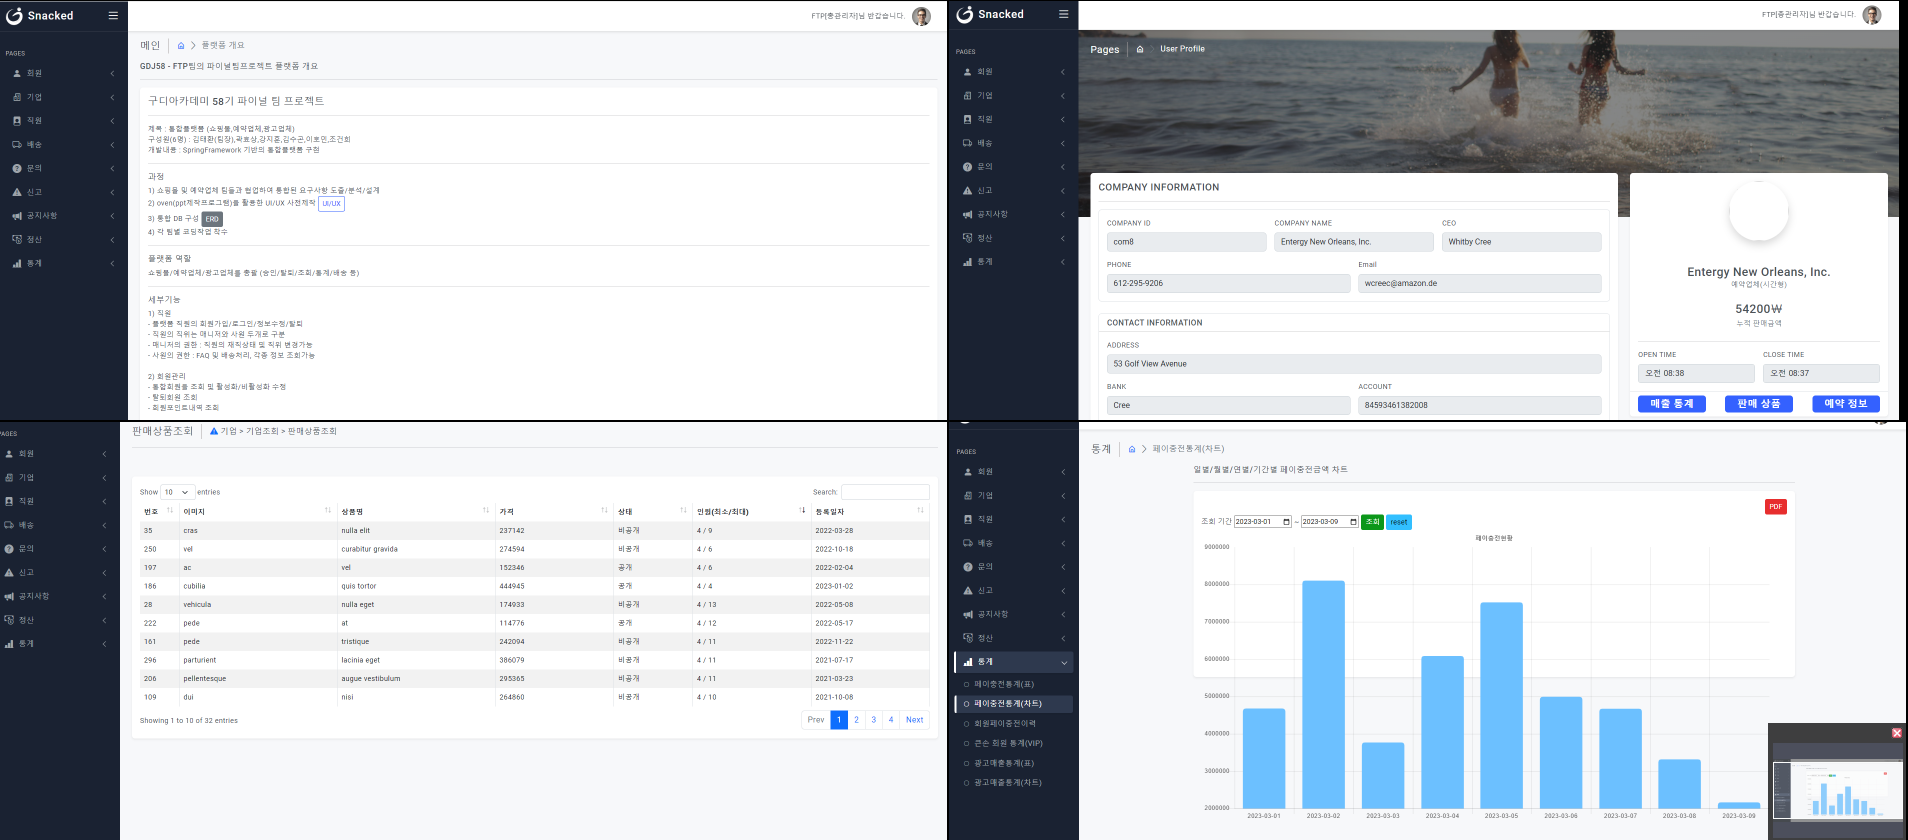 Snacked
FTP[총관리자]님 반갑습니다.
PAGES
회원
기업
직원
배송
문의
신고
공지사항
정산
통계
메인
플랫폼 개요
GDJ58 - FTP팀의 파이널팀프로젝트 플랫폼 개요
구디아카데미 58기 파이널 팀 프로젝트
제목 : 통합플랫폼 (쇼핑몰,예약업체,광고업체)
구성원(6명) : 김태환(팀장),곽효상,강지훈,김수곤,이호민,조건희
개발내용 : SpringFramework 기반의 통합플랫폼 구현
과정
1) 쇼핑몰 및 예약업체 팀들과 협업하여 통합된 요구사항 도출/분석/설계
2) oven(ppt제작프로그램)을 활용한 UI/UX 사전제작 UI/UX
3) 통합 DB 구성 ERD
4) 각 팀별 코딩작업 착수
플랫폼 역할
쇼핑몰/예약업체/광고업체를 총괄 (승인/탈퇴/조회/통계/배송 등)
세부기능
1) 직원
- 플랫폼 직원의 회원가입/로그인/정보수정/탈퇴
- 직원의 직위는 매니저와 사원 두개로 구분
- 매니저의 권한 : 직원의 재직상태 및 직위 변경가능
- 사원의 권한 : FAQ 및 배송처리, 각종 정보 조회가능
2) 회원관리
- 통합회원들 조회 및 활성화/비활성화 수정
- 탈퇴회원 조회
- 회원포인트내역 조회
Snacked
FTP[총관리자]님 반갑습니다.
PAGES
회원
기업
직원
배송
문의
신고
공지사항
정산
통계
Pages
User Profile
COMPANY INFORMATION
COMPANY ID COMPANY NAME CEO
com8 Entergy New Orleans, Inc. Whitby Cree
PHONE Email
612-295-9206 wcreec@amazon.de
CONTACT INFORMATION
ADDRESS
53 Golf View Avenue
BANK ACCOUNT
Cree 84593461382008
Entergy New Orleans, Inc.
예약업체(시간형)
54200₩
누적 판매금액
OPEN TIME CLOSE TIME
오전 08:38 오전 08:37
매출 통계 판매 상품 예약 정보
PAGES
회원
기업
직원
배송
문의
신고
공지사항
정산
통계
판매상품조회 기업 > 기업조회 > 판매상품조회
Show 10 entries Search:
번호 이미지 상품명 가격 상태 인원(최소/최대) 등록일자
35 cras nulla elit 237142 비공개 4 / 9 2022-03-28
250 vel curabitur gravida 274594 비공개 4 / 6 2022-10-18
197 ac vel 152346 공개 4 / 6 2022-02-04
186 cubilia quis tortor 444945 공개 4 / 4 2023-01-02
28 vehicula nulla eget 174933 비공개 4 / 13 2022-05-08
222 pede at 114776 공개 4 / 12 2022-05-17
161 pede tristique 242094 비공개 4 / 11 2022-11-22
296 parturient lacinia eget 386079 비공개 4 / 11 2021-07-17
206 pellentesque augue vestibulum 295365 비공개 4 / 11 2021-03-23
109 dui nisi 264860 비공개 4 / 10 2021-10-08
Showing 1 to 10 of 32 entries
Prev 1 2 3 4 Next
PAGES
회원
기업
직원
배송
문의
신고
공지사항
정산
통계
페이충전통계(표)
페이충전통계(차트)
회원페이충전이력
큰손 회원 통계(VIP)
광고매출통계(표)
광고매출통계(차트)
통계
페이충전통계(차트)
일별/월별/연별/기간별 페이충전금액 차트
PDF
조회 기간 2023-03-01 ~ 2023-03-09 조회 reset
페이충전현황
9000000
8000000
7000000
6000000
5000000
4000000
3000000
2000000
2023-03-01 2023-03-02 2023-03-03 2023-03-04 2023-03-05 2023-03-06 2023-03-07 2023-03-08 2023-03-09